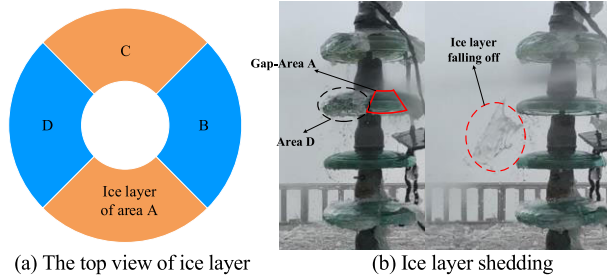 C
D
B
Ice layer
of area A
(a) The top view of ice layer
Gap-Area A
Area D
Ice layer
falling off
(b) Ice layer shedding